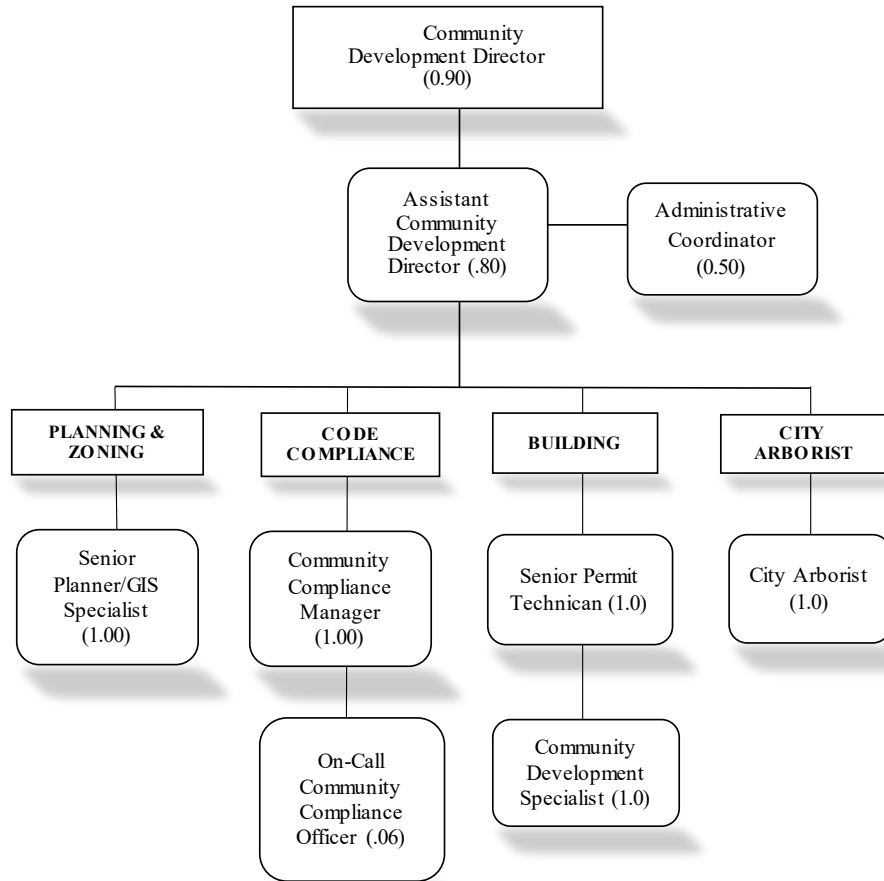 Community
Development Director
(0.90)
Assistant
Community
Development
Director (.80)
Administrative
Coordinator
(0.50)
PLANNING &
ZONING
CODE
COMPLIANCE
BUILDING
CITY
ARBORIST
Senior
Planner/GIS
Specialist
(1.00)
Community
Compliance
Manager
(1.00)
Senior Permit
Technican (1.0)
City Arborist
(1.0)
On-Call
Community
Compliance
Officer (.06)
Community
Development
Specialist (1.0)